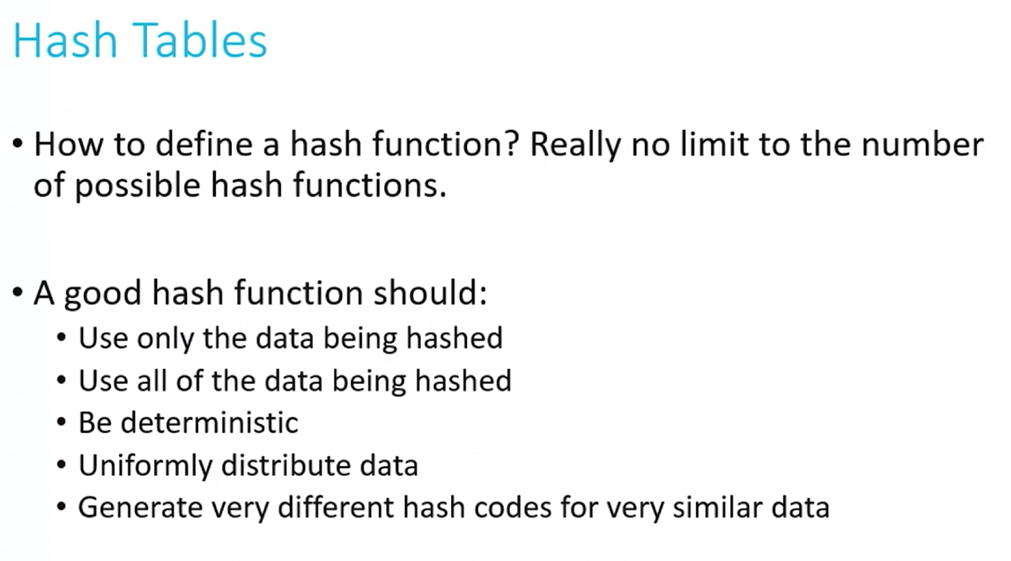 Hash Tables
• How to define a hash function? Really no limit to the number
of possible hash functions.
• A good hash function should:
• Use only the data being hashed
• Use all of the data being hashed
• Be deterministic
• Uniformly distribute data
• Generate very different hash codes for very similar data